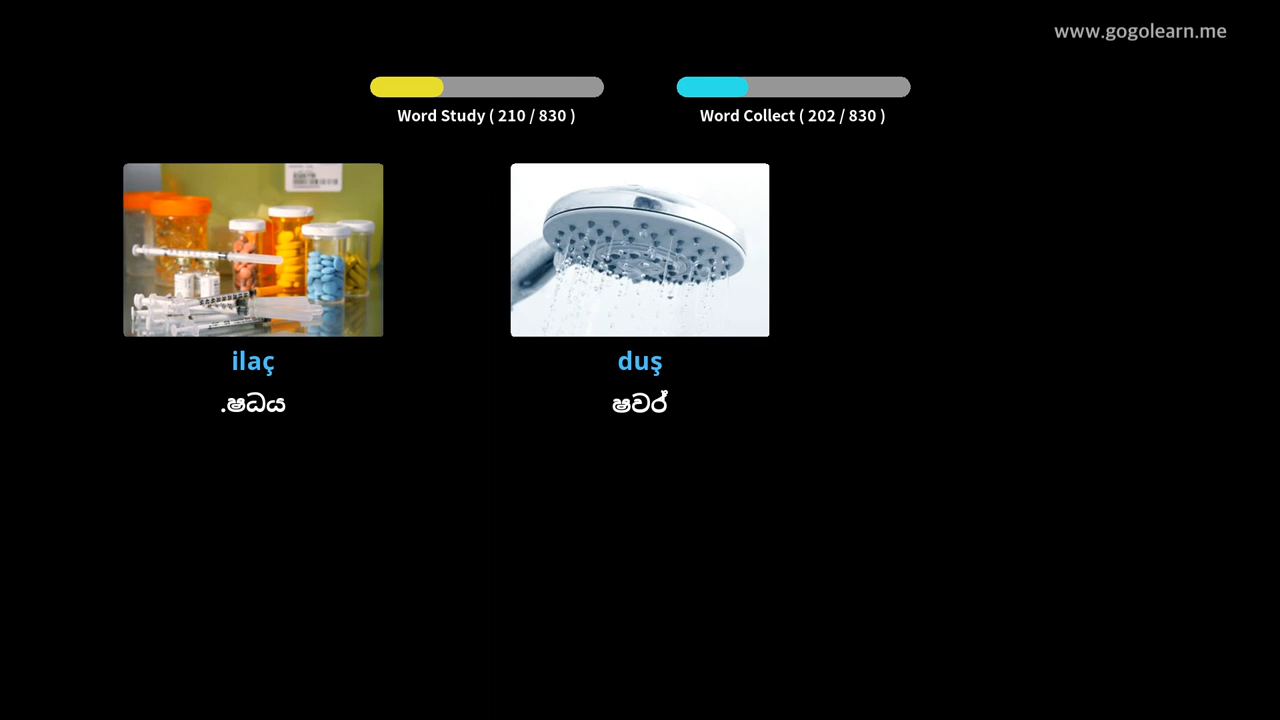 www.gogolearn.me
Word Study ( 210 / 830 )
Word Collect ( 202 / 830 )
ilaç
duş
.ෂධය
ෂවර්